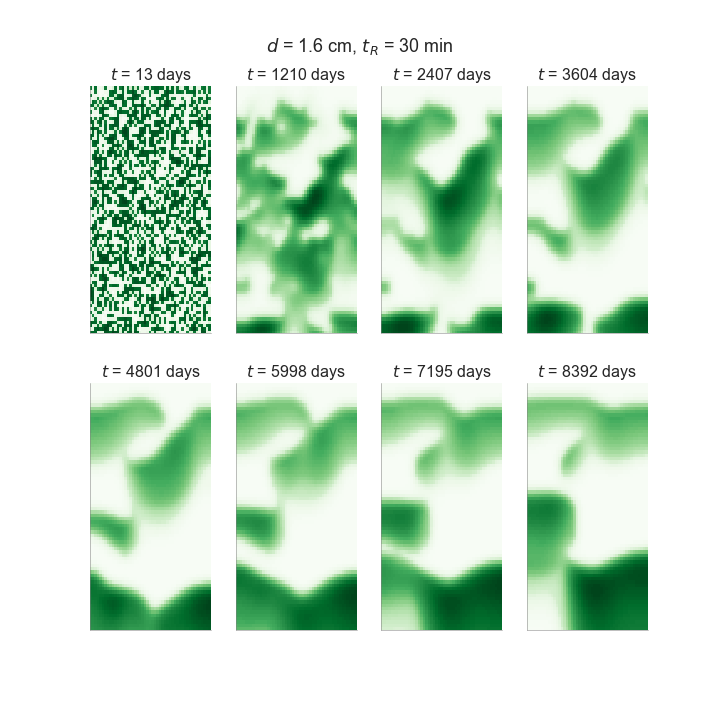 d = 1.6 cm, t_R = 30 min
t = 13 days
t = 1210 days
t = 2407 days
t = 3604 days
t = 4801 days
t = 5998 days
t = 7195 days
t = 8392 days